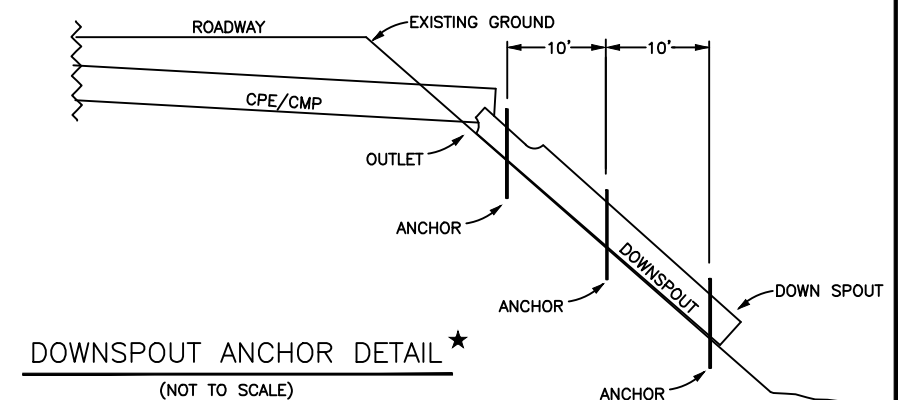 ROADWAY
EXISTING GROUND
10'
10'
CPE/CMP
OUTLET
ANCHOR
DOWNSPOUT
DOWN SPOUT
ANCHOR
DOWNSPOUT ANCHOR DETAIL ★
(NOT TO SCALE)
ANCHOR